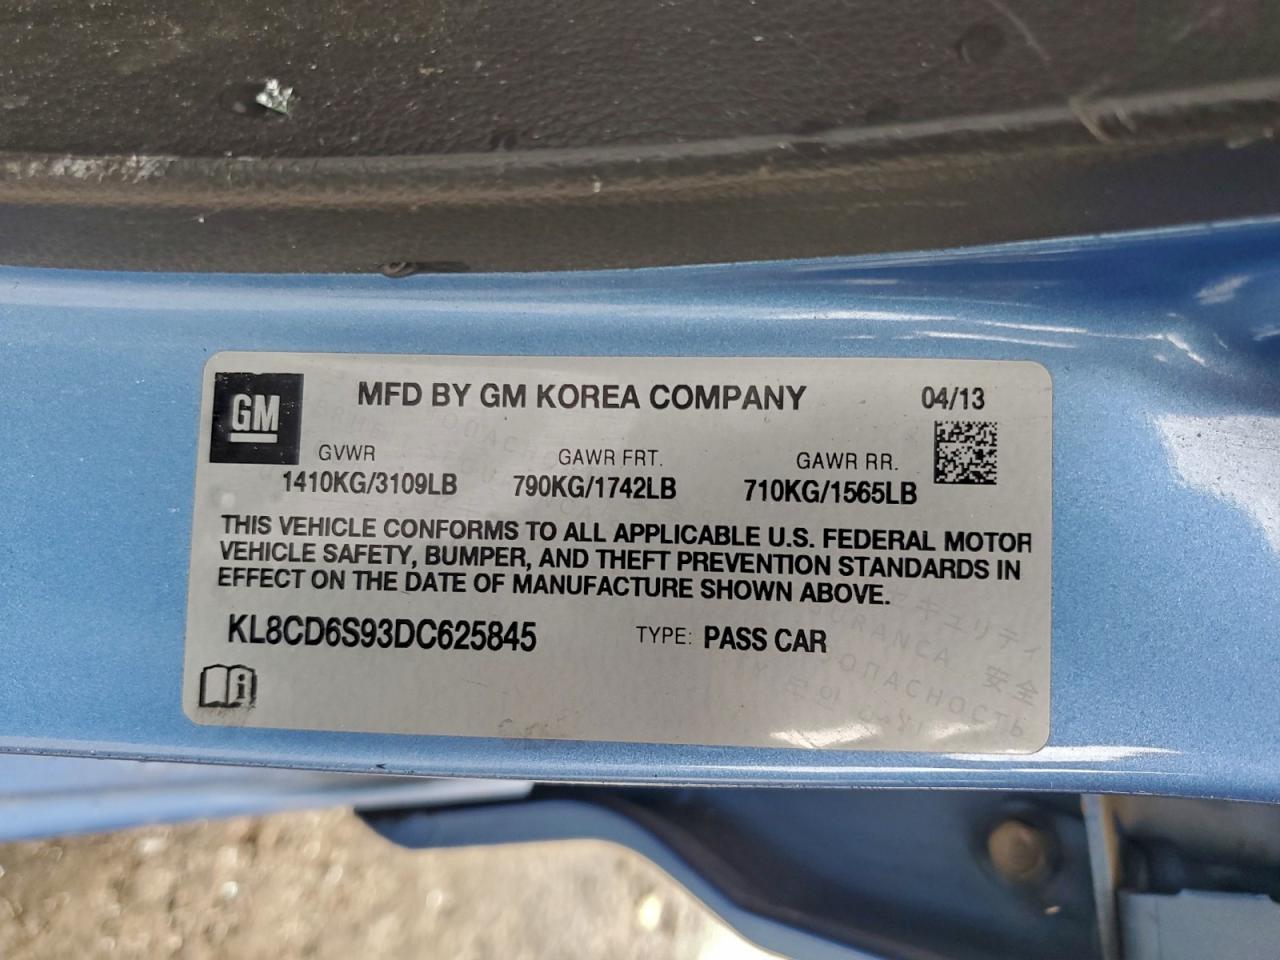 GM
MFD BY GM KOREA COMPANY 04/13
GVWR GAWR FRT. GAWR RR.
1410KG/3109LB 790KG/1742LB 710KG/1565LB
THIS VEHICLE CONFORMS TO ALL APPLICABLE U.S. FEDERAL MOTOR
VEHICLE SAFETY, BUMPER, AND THEFT PREVENTION STANDARDS IN
EFFECT ON THE DATE OF MANUFACTURE SHOWN ABOVE.
KL8CD6S93DC625845 TYPE: PASS CAR